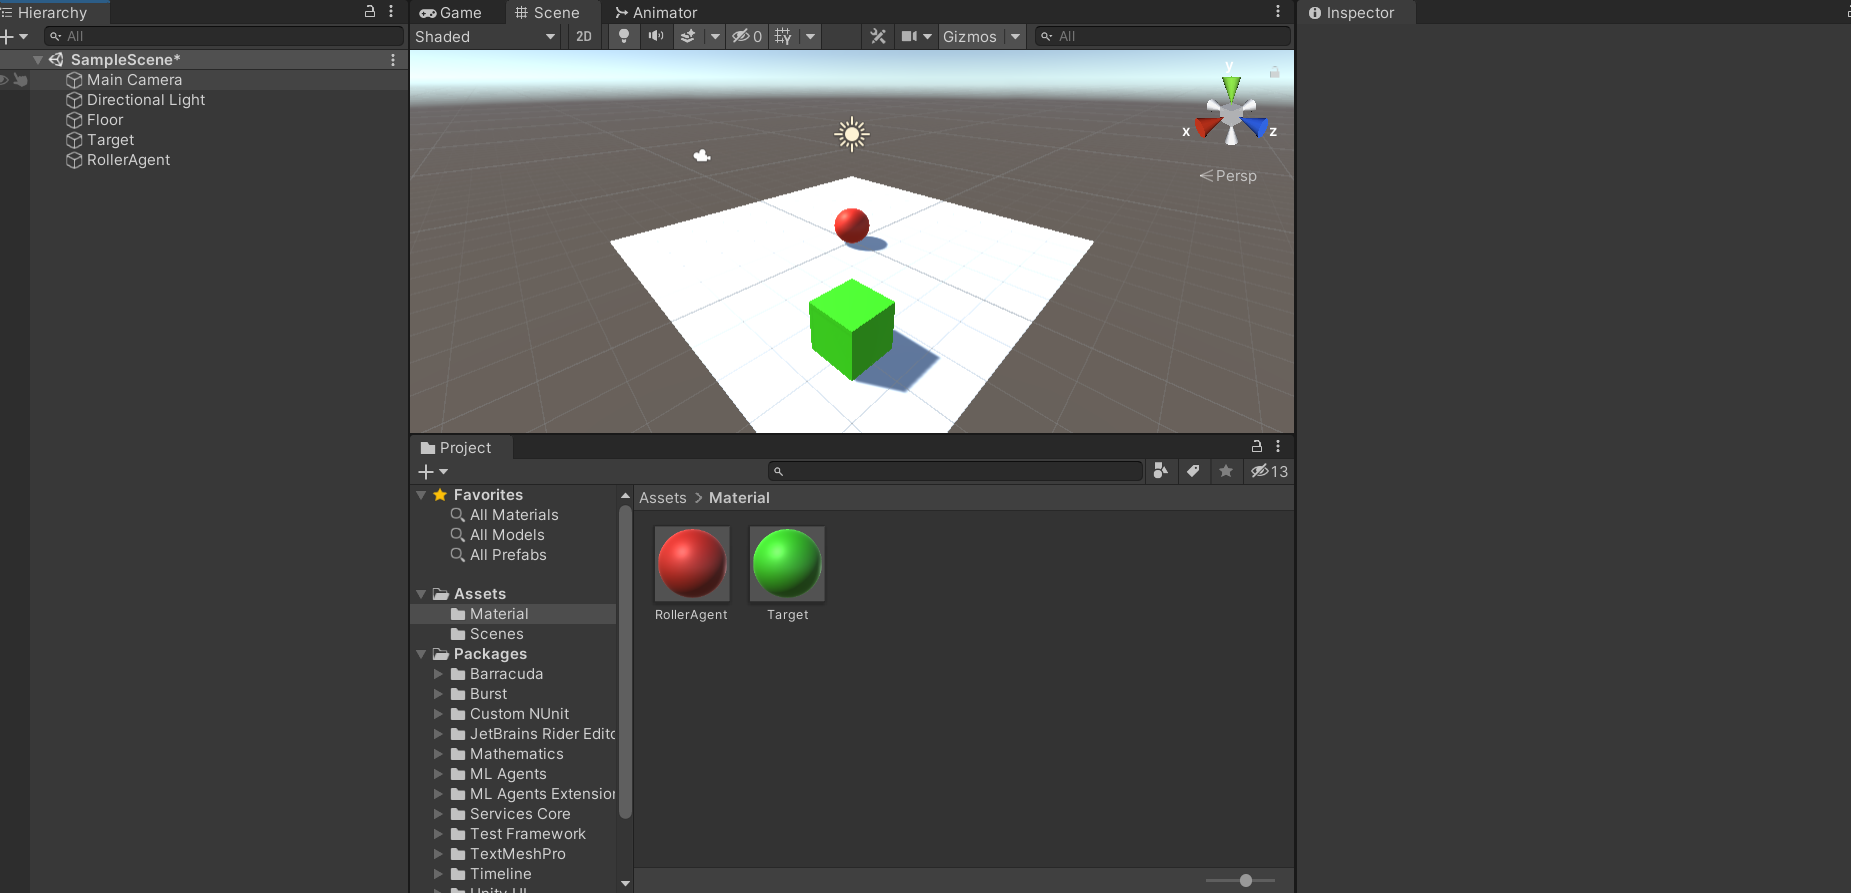 Hierarchy
All
SampleScene*
Main Camera
Directional Light
Floor
Target
RollerAgent
Game Scene Animator
Shaded 2D 0 Gizmos All
y
x z
Persp
Project
13
Favorites
All Materials
All Models
All Prefabs
Assets
Material
Scenes
Packages
Barracuda
Burst
Custom NUnit
JetBrains Rider Edito
Mathematics
ML Agents
ML Agents Extension
Services Core
Test Framework
TextMeshPro
Timeline
Unity UI
Assets > Material
RollerAgent Target
Inspector